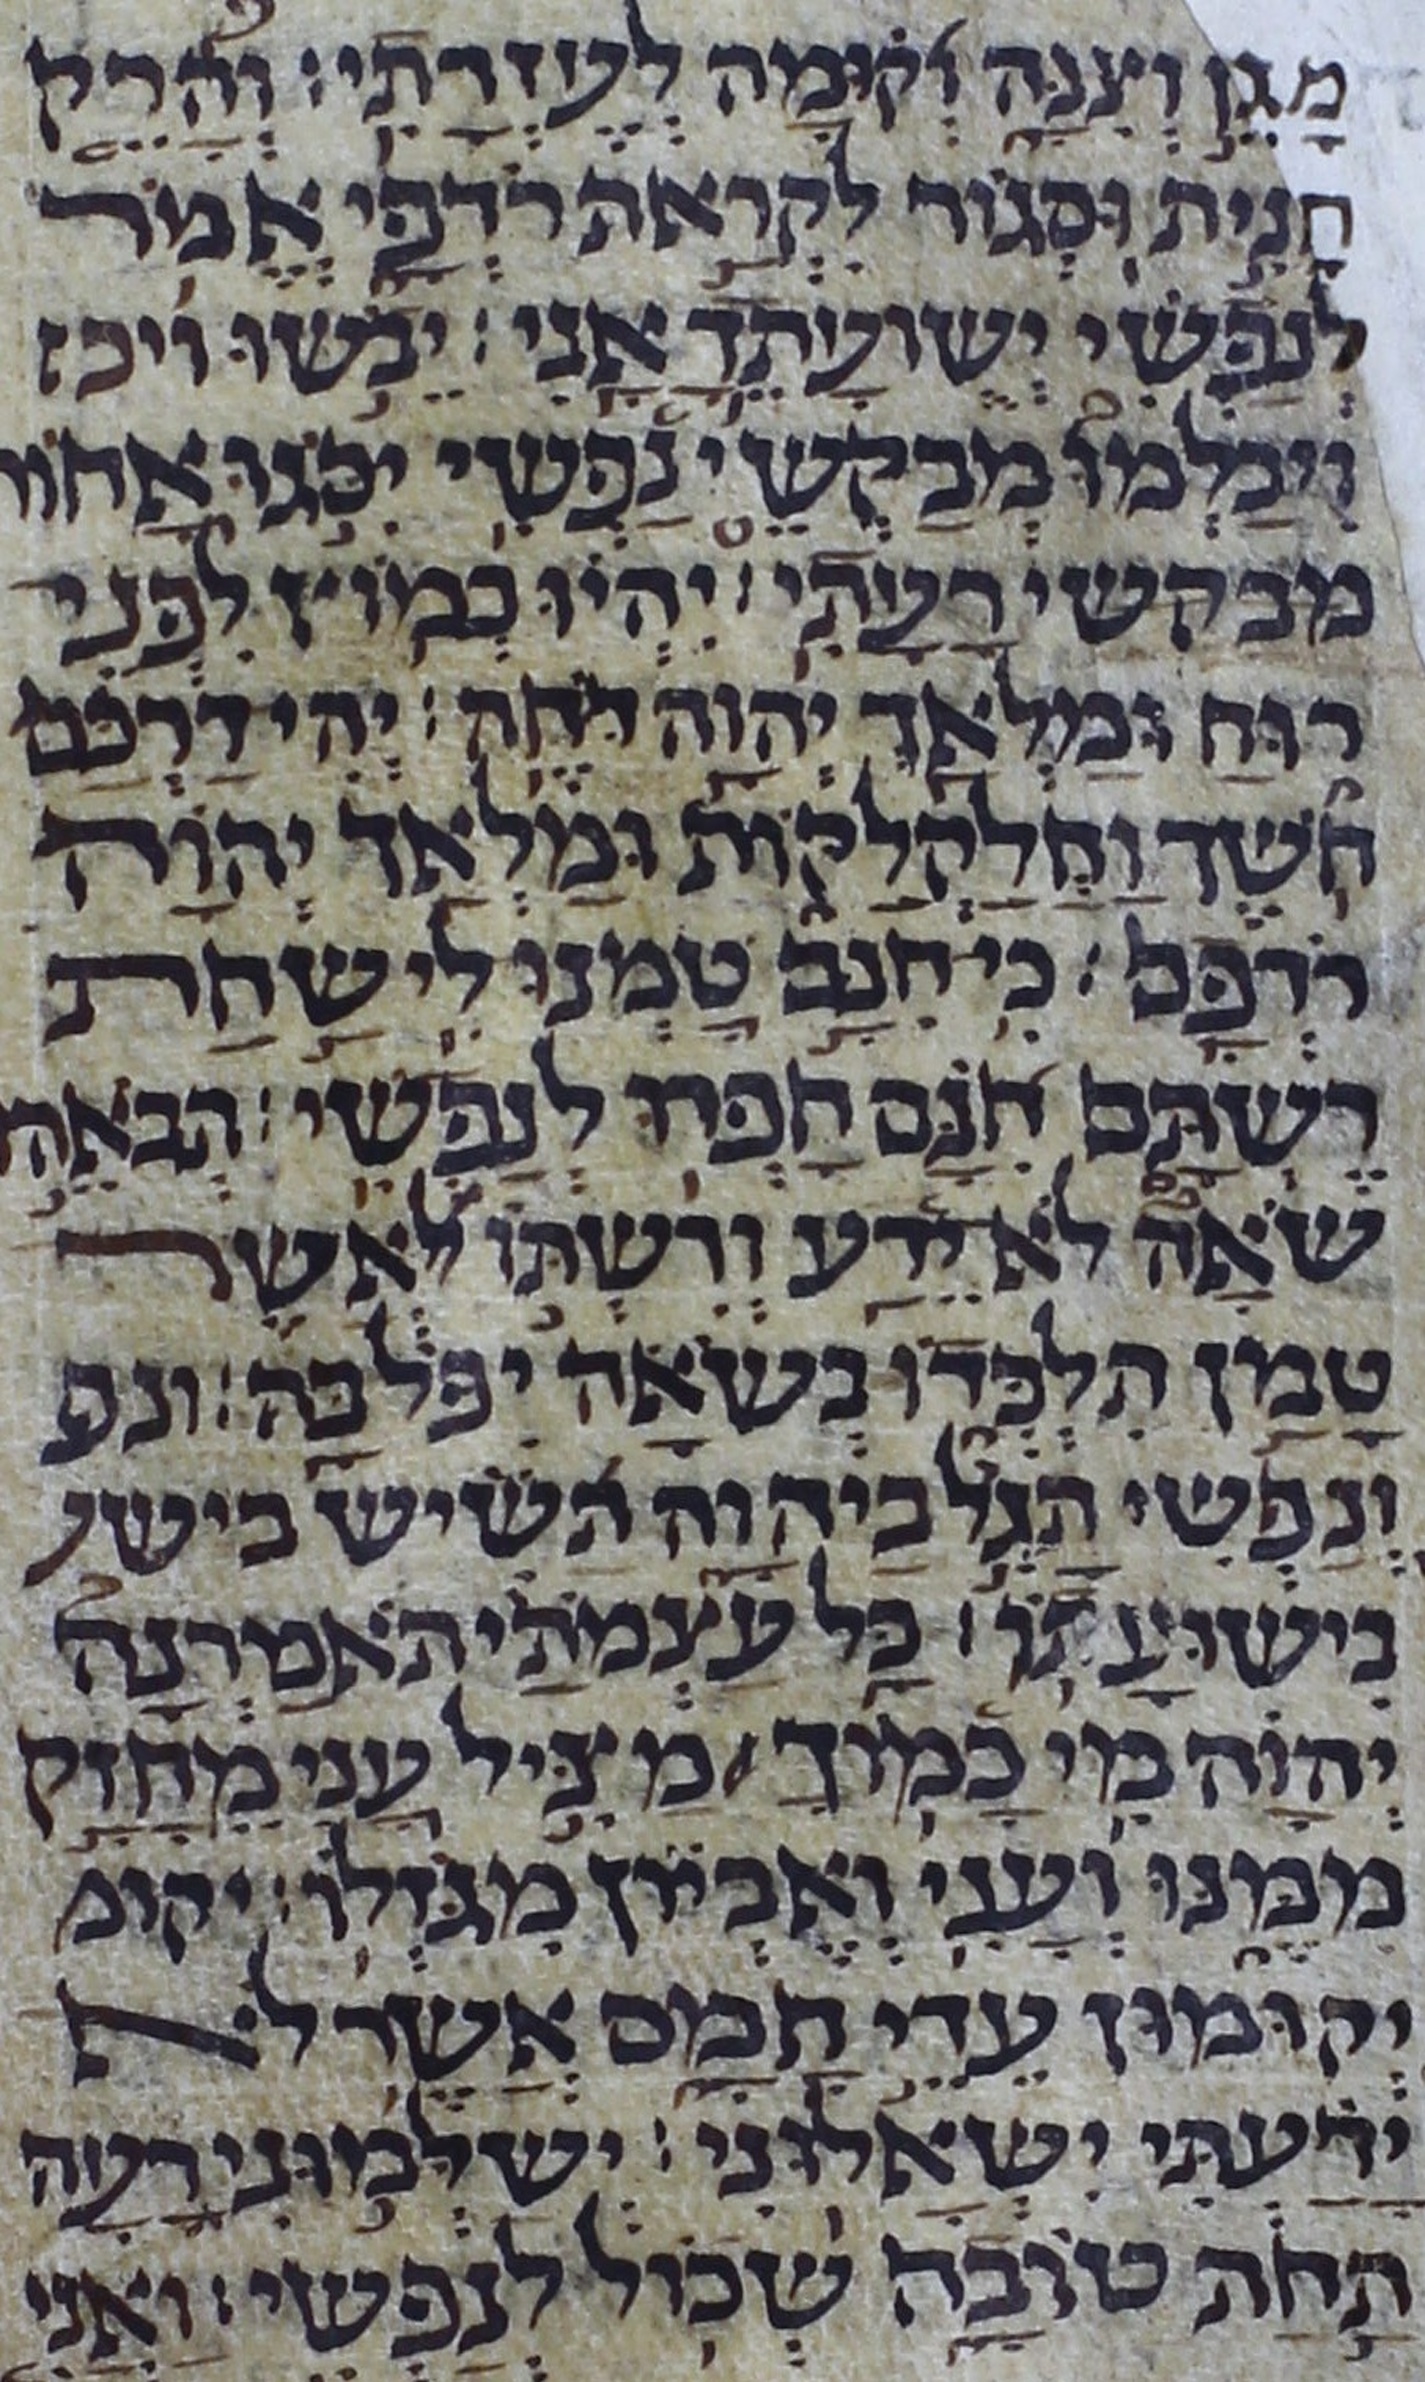 מגן וצנה וקומה לעזרתי: והרק
חנית וסגור לקראת רדפי אמר
לנפשי ישועתך אני: יבשו ויכ
ויכלמו מבקשי נפשי יסגו אחור
מבקשי רעתי: יהיו כמוץ לפני
רוח ומלאך יהוה דחה: יהי דרכם
חשך וחלקלקות ומלאך יהוה
רדפם: כי חנם טמנו לי שחת
רשתם חנם חפרו לנפשי: תבאהו
שאה לא ידע ורשתו אשר
טמן תלכדו בשאה יפל בה: ונפ
ונפשי תגל ביהוה תשיש בישע
בישועתו: כל עצמתי תאמרנה
יהוה מי כמוך מציל עני מחזק
ממנו ועני ואביון מגזלו: יקומ
יקומון עדי חמס אשר לא
ידעתי ישאלוני: ישלמוני רעה
תחת טובה שכול לנפשי: ואני